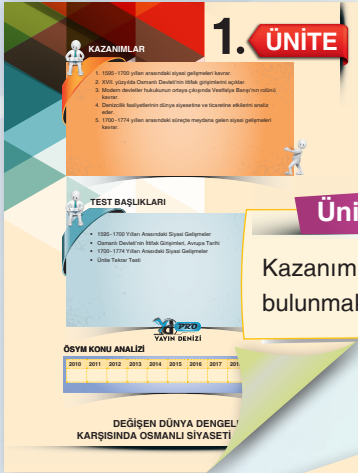 1. ÜNİTE
KAZANIMLAR
1. 1595-1700 yılları arasındaki siyasi gelişmeleri kavrar.
2. XVII. yüzyılda Osmanlı Devleti'nin ittifak girişimlerini açıklar.
3. Modern devletler hukukunun ortaya çıkışında Vestfalya Barışı'nın rolünü
kavrar.
4. Denizcilik faaliyetlerinin dünya siyasetine ve ticaretine etkilerini analiz
eder.
5. 1700-1774 yılları arasındaki süreçte meydana gelen siyasi gelişmeleri
kavrar.
TEST BAŞLIKLARI
• 1595-1700 Yılları Arasındaki Siyasi Gelişmeler
• Osmanlı Devleti'nin İttifak Girişimleri, Avrupa Tarihi
• 1700-1774 Yılları Arasıdaki Siyasi Gelişmeler
• Ünite Tekrar Testi
Üni
Kazanım
bulunmak
PRO
YAYIN DENİZİ
ÖSYM KONU ANALİZİ
2010 2011 2012 2013 2014 2015 2016 2017 201
DEĞİŞEN DÜNYA DENGEL
KARŞISINDA OSMANLI SİYASETİ